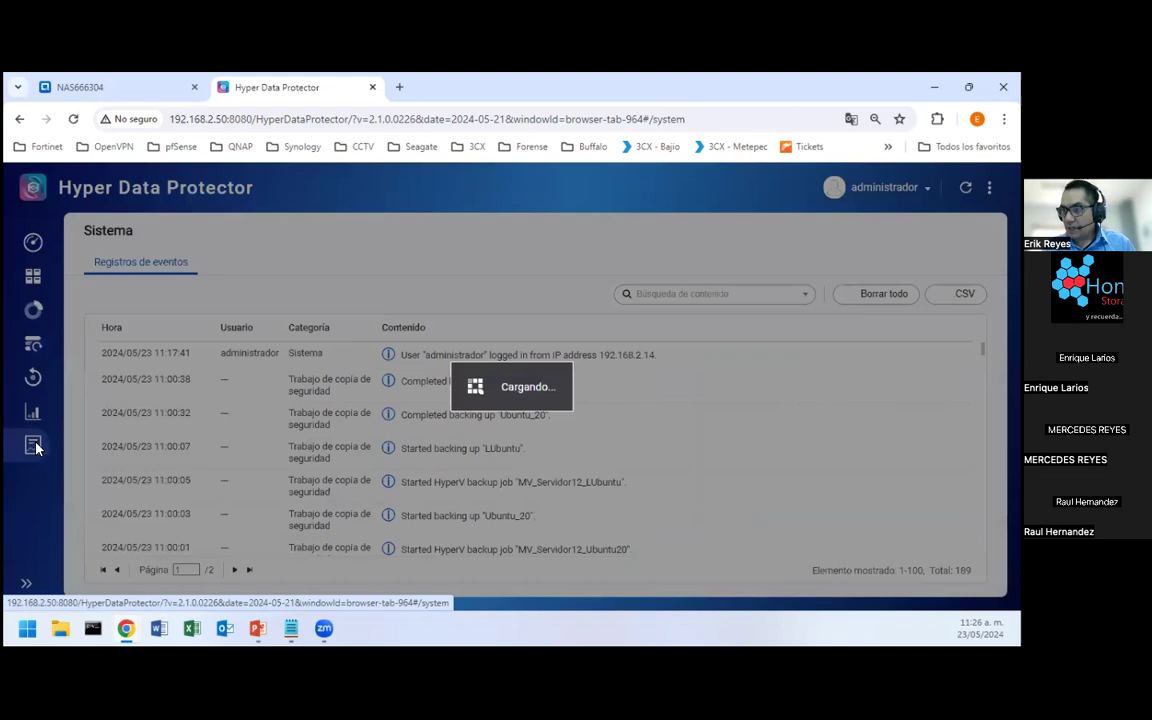 NAS666304
Hyper Data Protector
No seguro
192.168.2.50:8080/HyperDataProtector/?v=2.1.0.0226&date=2024-05-21&windowId=browser-tab-964#/system
E
Fortinet
OpenVPN
pfSense
QNAP
Synology
CCTV
Seagate
3CX
Forense
Buffalo
3CX - Bajio
3CX - Metepec
Tickets
Todos los favoritos
Hyper Data Protector
administrador
Sistema
Registros de eventos
Búsqueda de contenido
Borrar todo
CSV
Hora Usuario Categoría Contenido
2024/05/23 11:17:41 administrador Sistema User "administrador" logged in from IP address 192.168.2.14.
2024/05/23 11:00:38 --- Trabajo de copia de seguridad Completed
2024/05/23 11:00:32 --- Trabajo de copia de seguridad Completed backing up "Ubuntu_20".
2024/05/23 11:00:07 --- Trabajo de copia de seguridad Started backing up "LUbuntu".
2024/05/23 11:00:05 --- Trabajo de copia de seguridad Started HyperV backup job "MV_Servidor12_LUbuntu".
2024/05/23 11:00:03 --- Trabajo de copia de seguridad Started backing up "Ubuntu_20".
2024/05/23 11:00:01 --- Trabajo de copia de seguridad Started HyperV backup job "MV_Servidor12_Ubuntu20"
Cargando...
Página 1 /2
Elemento mostrado: 1-100, Total: 189
192.168.2.50:8080/HyperDataProtector/?v=2.1.0.0226&date=2024-05-21&windowId=browser-tab-964#/system
zm
11:26 a. m.
23/05/2024
Erik Reyes
Hon
Stora
y recuerda...
Enrique Larios
Enrique Larios
MERCEDES REYES
MERCEDES REYES
Raul Hernandez
Raul Hernandez